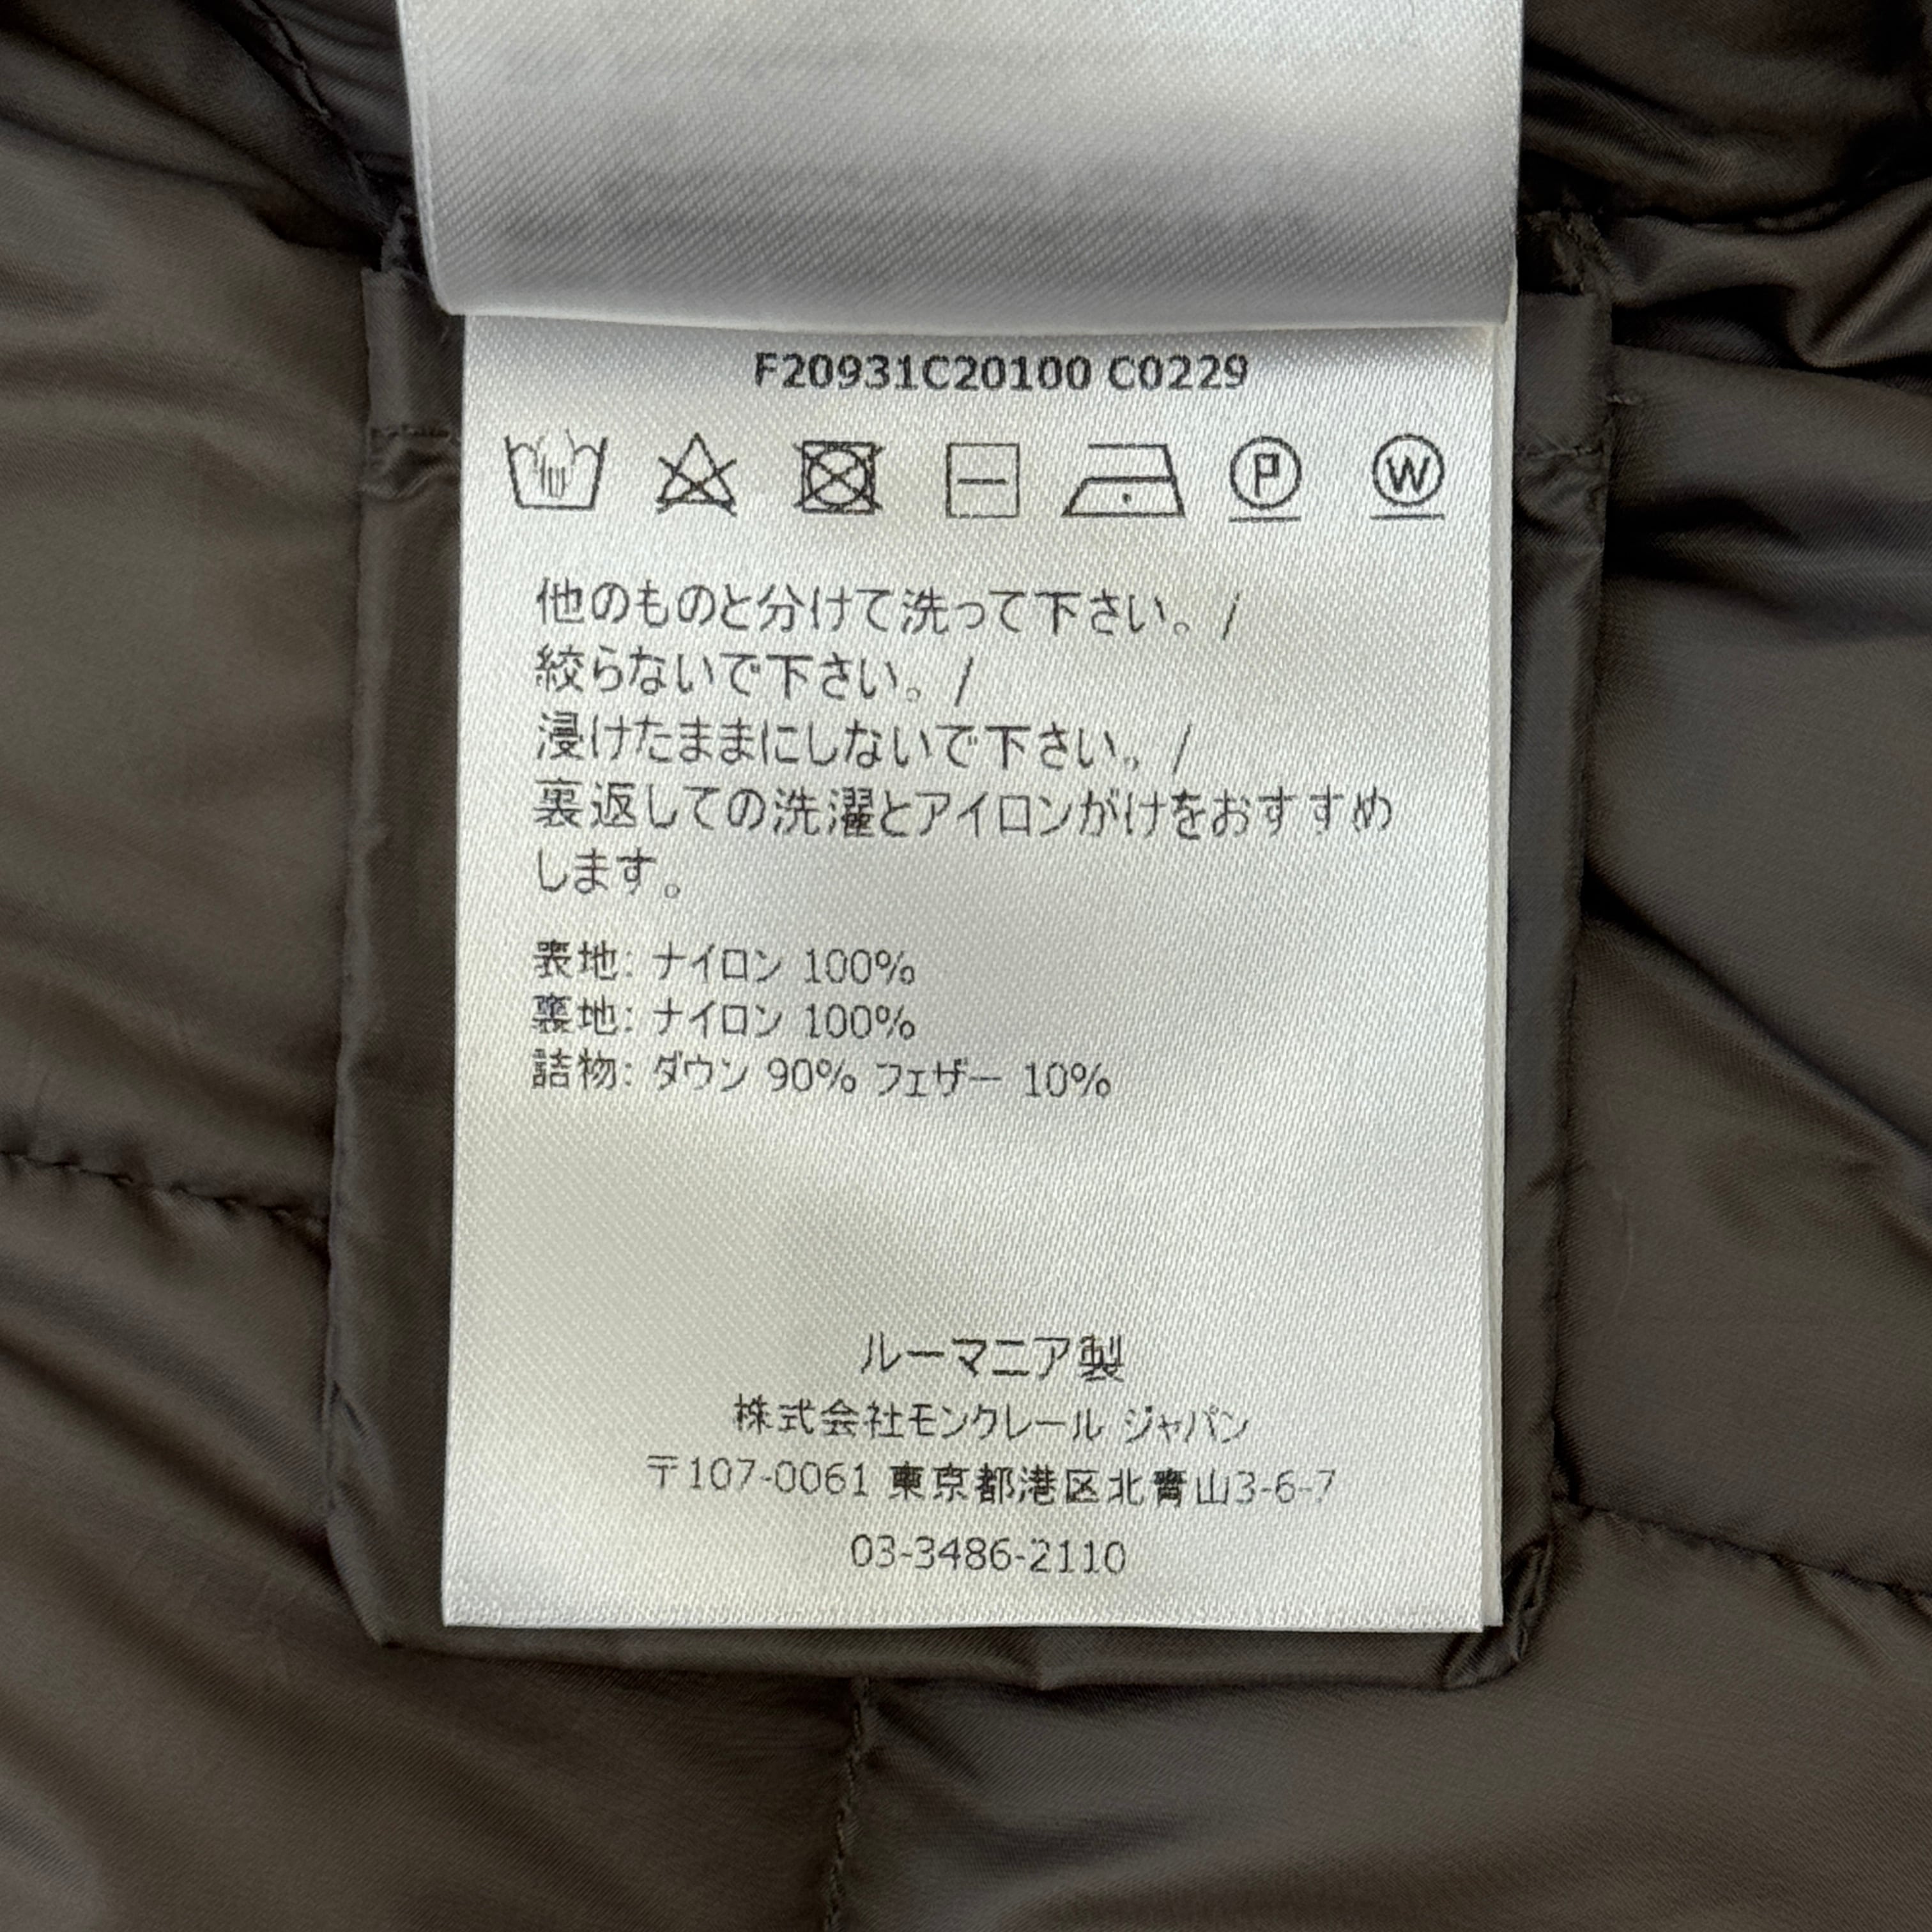 F20931C20100 C0229
P W
他のものと分けて洗って下さい。/
絞らないで下さい。/
浸けたままにしないで下さい。/
裏返しての洗濯とアイロンがけをおすすめ
します。
表地: ナイロン 100%
裏地: ナイロン 100%
詰物: ダウン 90% フェザー 10%
ルーマニア製
株式会社モンクレール ジャパン
〒107-0061 東京都港区北青山3-6-7
03-3486-2110